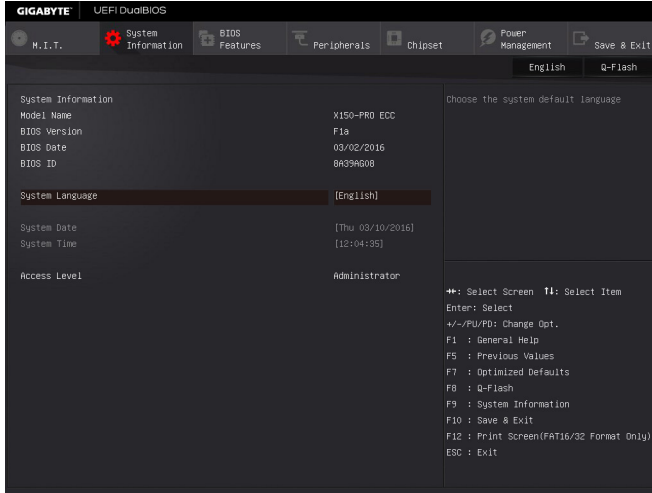 GIGABYTE™ UEFI DualBIOS
M.I.T.
System Information
BIOS Features
Peripherals
Chipset
Power Management
Save & Exit
English Q-Flash
System Information
Model Name X150-PRO ECC
BIOS Version F1a
BIOS Date 03/02/2016
BIOS ID 8A39AG08
System Language [English]
System Date [Thu 03/10/2016]
System Time [12:04:35]
Access Level Administrator
Choose the system default language
→←: Select Screen ↑↓: Select Item
Enter: Select
+/-/PU/PD: Change Opt.
F1 : General Help
F5 : Previous Values
F7 : Optimized Defaults
F8 : Q-Flash
F9 : System Information
F10 : Save & Exit
F12 : Print Screen(FAT16/32 Format Only)
ESC : Exit